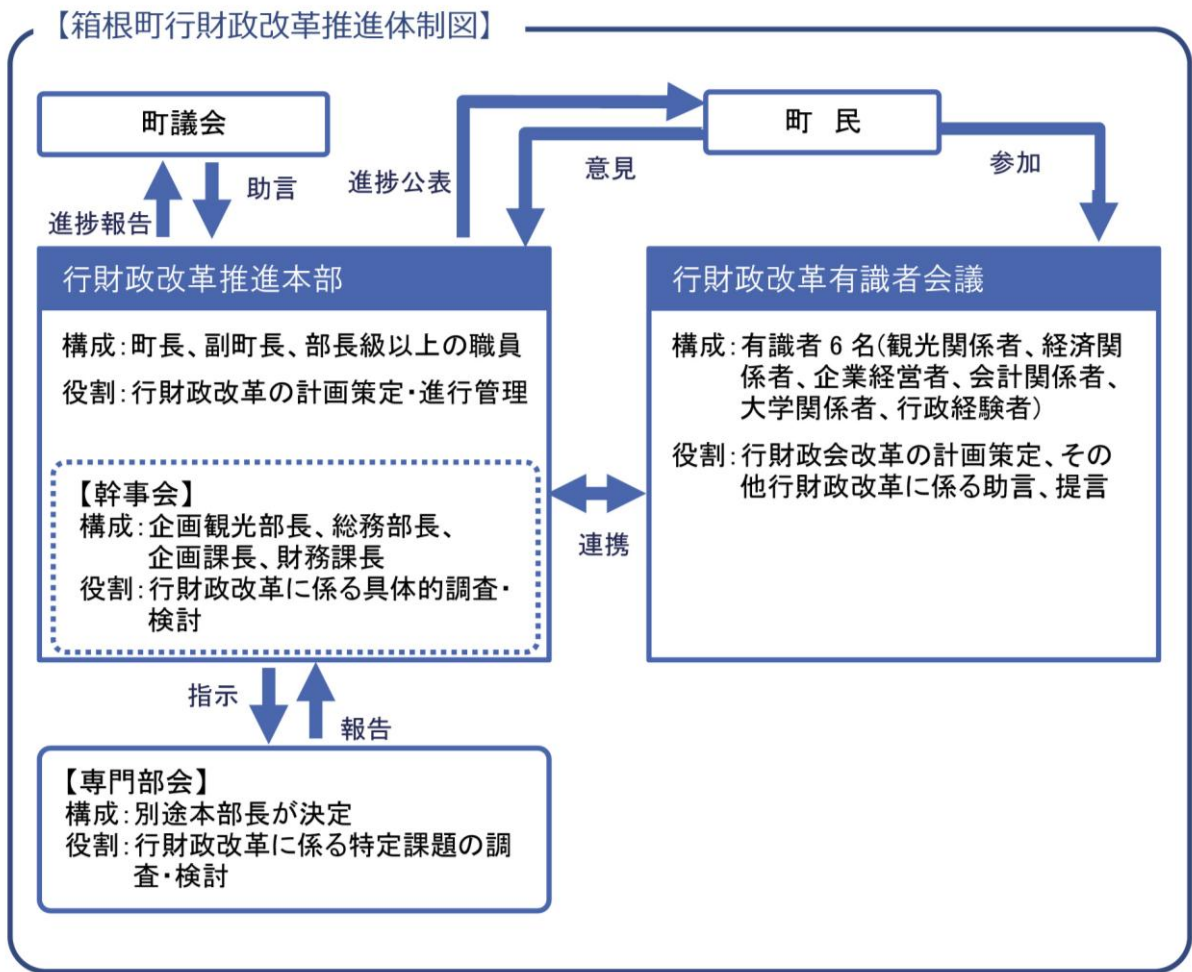 【箱根町行財政改革推進体制図】
町議会
町 民
進捗報告
助言
進捗公表
意見
参加
行財政改革推進本部
構成:町長、副町長、部長級以上の職員
役割:行財政改革の計画策定・進行管理
【幹事会】
構成:企画観光部長、総務部長、
企画課長、財務課長
役割:行財政改革に係る具体的調査・
検討
連携
行財政改革有識者会議
構成:有識者 6 名(観光関係者、経済関
係者、企業経営者、会計関係者、
大学関係者、行政経験者)
役割:行財政会改革の計画策定、その
他行財政改革に係る助言、提言
指示
報告
【専門部会】
構成:別途本部長が決定
役割:行財政改革に係る特定課題の調
査・検討